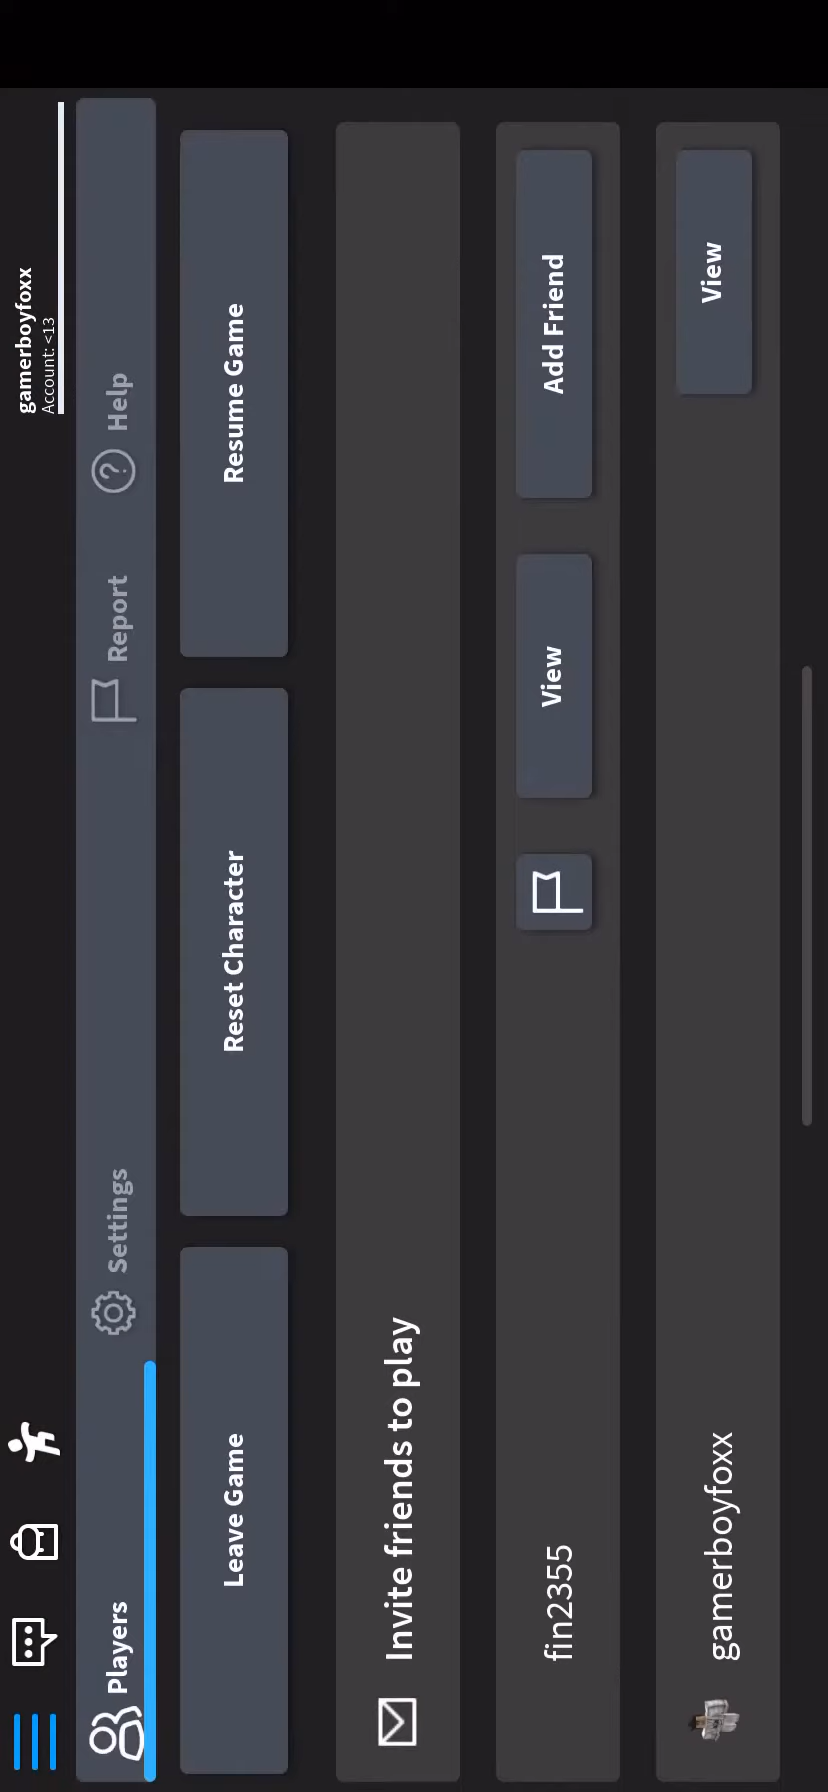 gamerboyfoxx
Account: <13
Players
Settings
Report
Help
Leave Game
Reset Character
Resume Game
Invite friends to play
fin2355
View
Add Friend
gamerboyfoxx
View